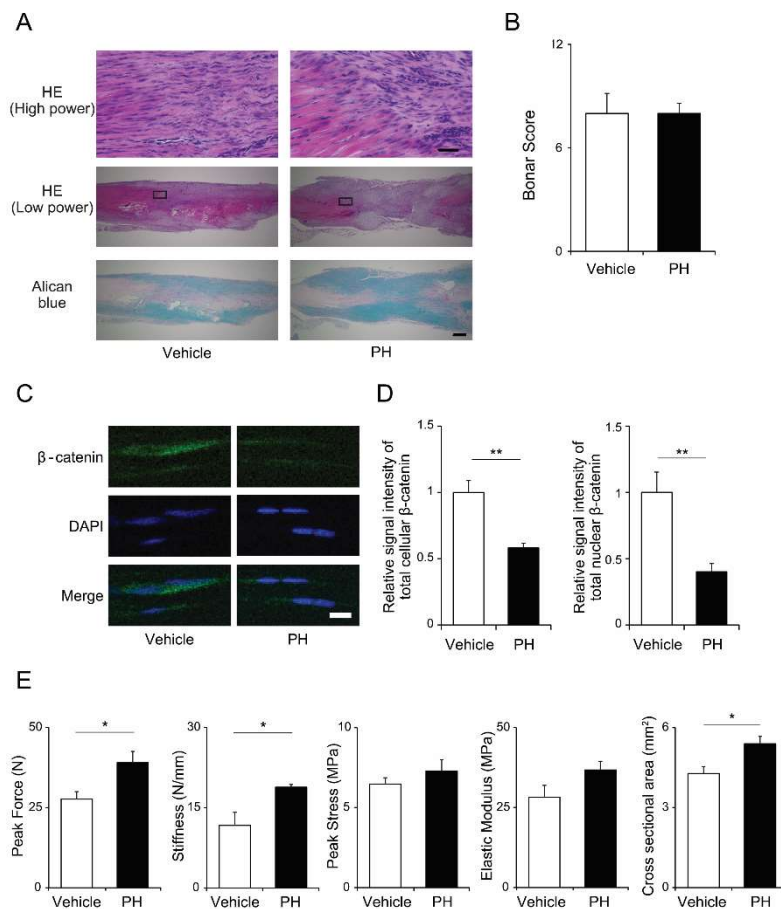 A
HE
(High power)
HE
(Low power)
Alican
blue
Vehicle
PH
B
Bonar Score
12
6
0
Vehicle
PH
C
β-catenin
DAPI
Merge
Vehicle
PH
D
Relative signal intensity of
total cellular β-catenin
1.5
1
0.5
0
**
Vehicle
PH
Relative signal intensity of
total nuclear β-catenin
1.5
1
0.5
0
**
Vehicle
PH
E
Peak Force (N)
50
25
0
*
Vehicle
PH
Stiffness (N/mm)
30
15
0
*
Vehicle
PH
Peak Stress (MPa)
10
5
0
Vehicle
PH
Elastic Modulus (MPa)
50
25
0
Vehicle
PH
Cross sectional area (mm²)
6
3
0
*
Vehicle
PH